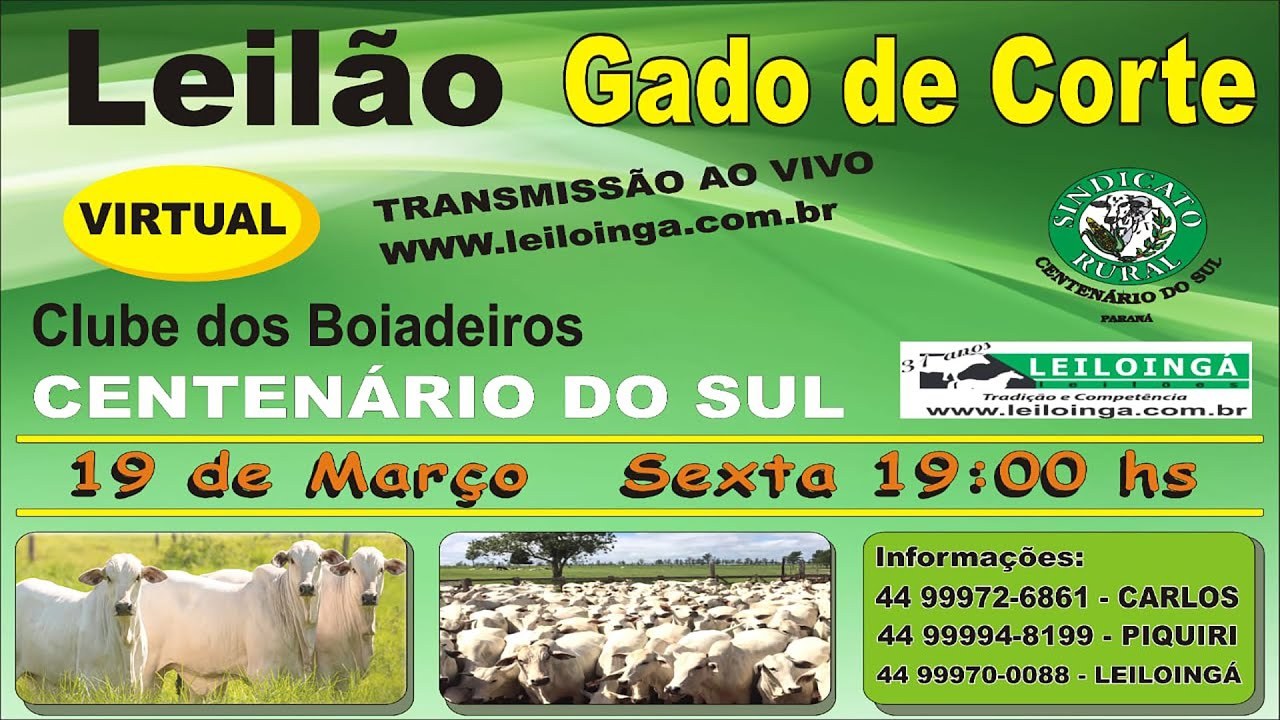 Leilão Gado de Corte
VIRTUAL
TRANSMISSÃO AO VIVO
www.leiloinga.com.br
SINDICATO RURAL
CENTENÁRIO DO SUL
PARANÁ
Clube dos Boiadeiros
CENTENÁRIO DO SUL
37 anos
LEILOINGÁ
leilões
Tradição e Competência
www.leiloinga.com.br
19 de Março Sexta 19:00 hs
Informações:
44 99972-6861 - CARLOS
44 99994-8199 - PIQUIRI
44 99970-0088 - LEILOINGÁ